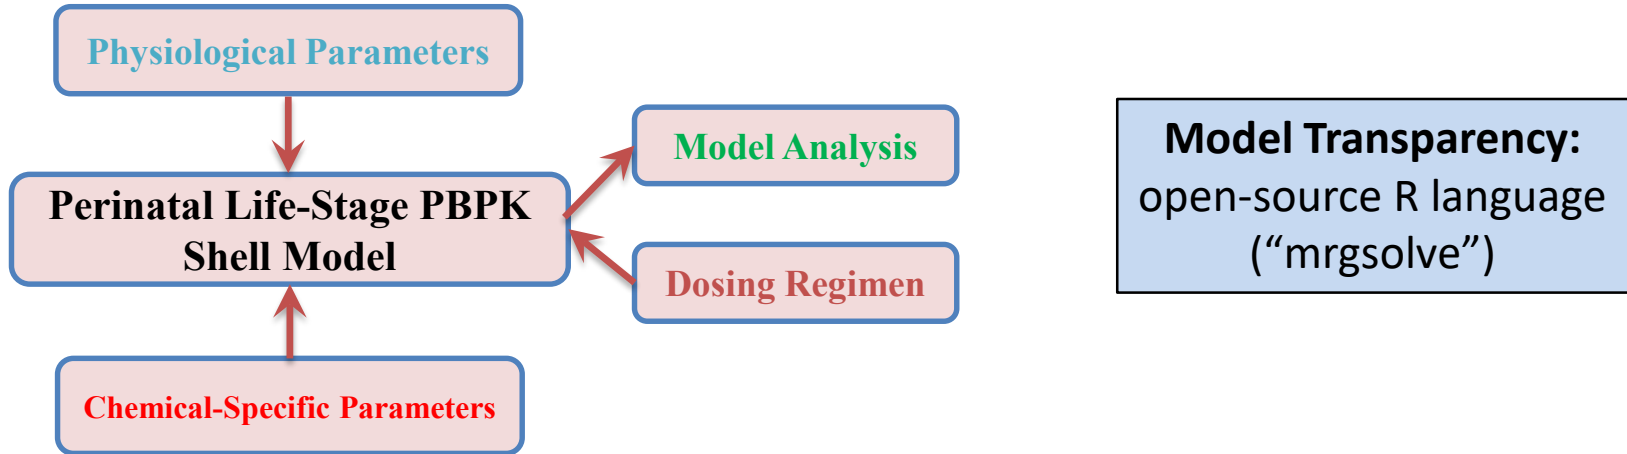 Physiological Parameters
Model Analysis
Perinatal Life-Stage PBPK
Shell Model
Dosing Regimen
Chemical-Specific Parameters
Model Transparency:
open-source R language
(“mrgsolve”)